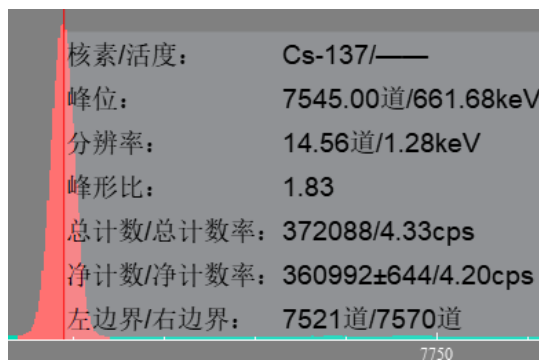 核素/活度： Cs-137/——
峰位： 7545.00道/661.68keV
分辨率： 14.56道/1.28keV
峰形比： 1.83
总计数/总计数率： 372088/4.33cps
净计数/净计数率： 360992±644/4.20cps
左边界/右边界： 7521道/7570道
7750